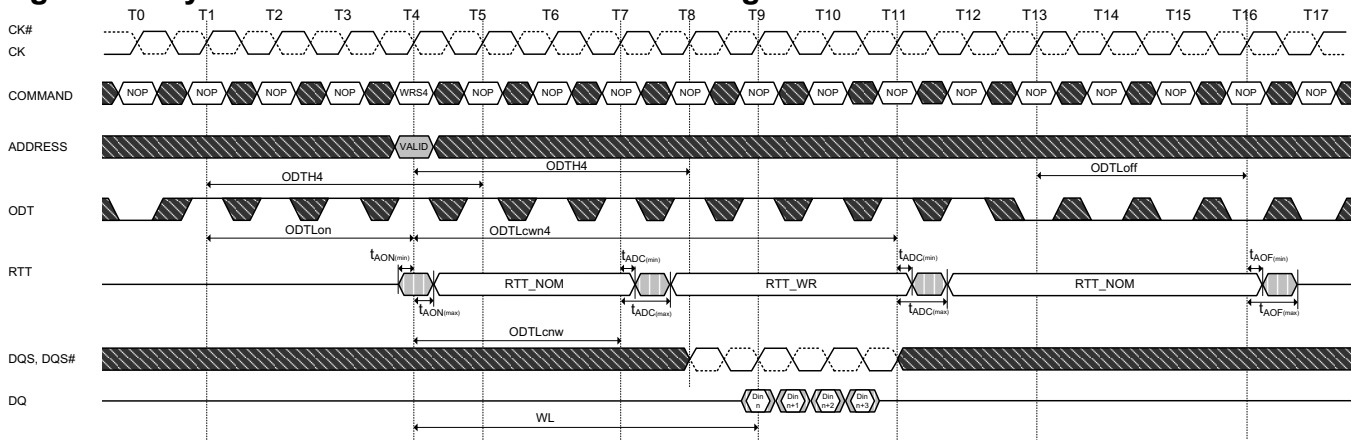 T0 T1 T2 T3 T4 T5 T6 T7 T8 T9 T10 T11 T12 T13 T14 T15 T16 T17
CK#
CK
COMMAND NOP NOP NOP NOP WRS4 NOP NOP NOP NOP NOP NOP NOP NOP NOP NOP NOP NOP NOP
ADDRESS VALID
ODTH4 ODTH4 ODTLoff
ODT
ODTLon ODTLcwn4
tAON(min) tADC(min) tADC(min) tAOF(min)
RTT RTT_NOM RTT_WR RTT_NOM
tAON(max) tADC(max) tADC(max) tAOF(max)
ODTLcnw
DQS, DQS#
DQ Din n Din n+1 Din n+2 Din n+3
WL